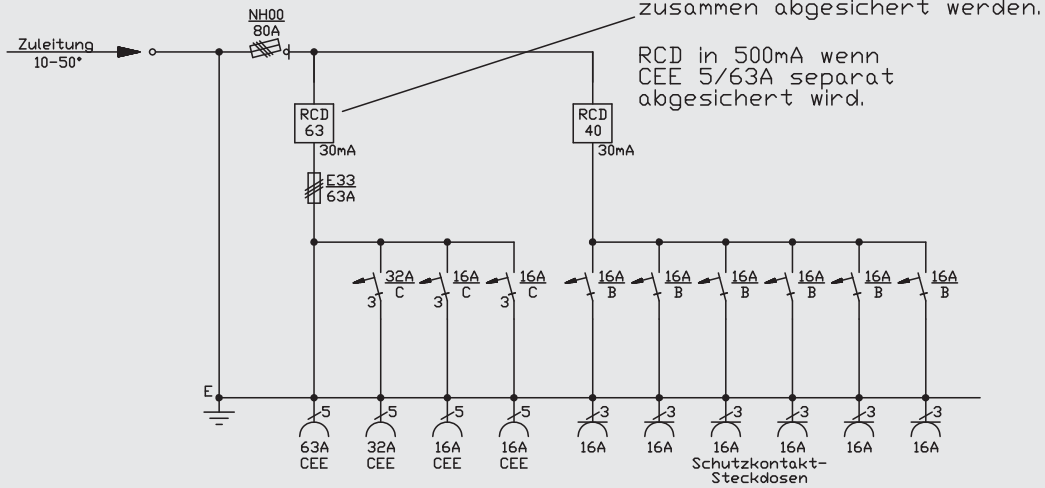 zusammen abgesichert werden.
RCD in 500mA wenn
CEE 5/63A separat
abgesichert wird.
NH00
80A
Zuleitung
10-50°
RCD
63
30mA
RCD
40
30mA
E33
63A
32A
C
3
16A
C
3
16A
C
3
16A
B
16A
B
16A
B
16A
B
16A
B
16A
B
E
5
5
5
5
3
3
3
3
3
3
63A
CEE
32A
CEE
16A
CEE
16A
CEE
16A
16A
16A
16A
16A
16A
Schutzkontakt-
Steckdosen